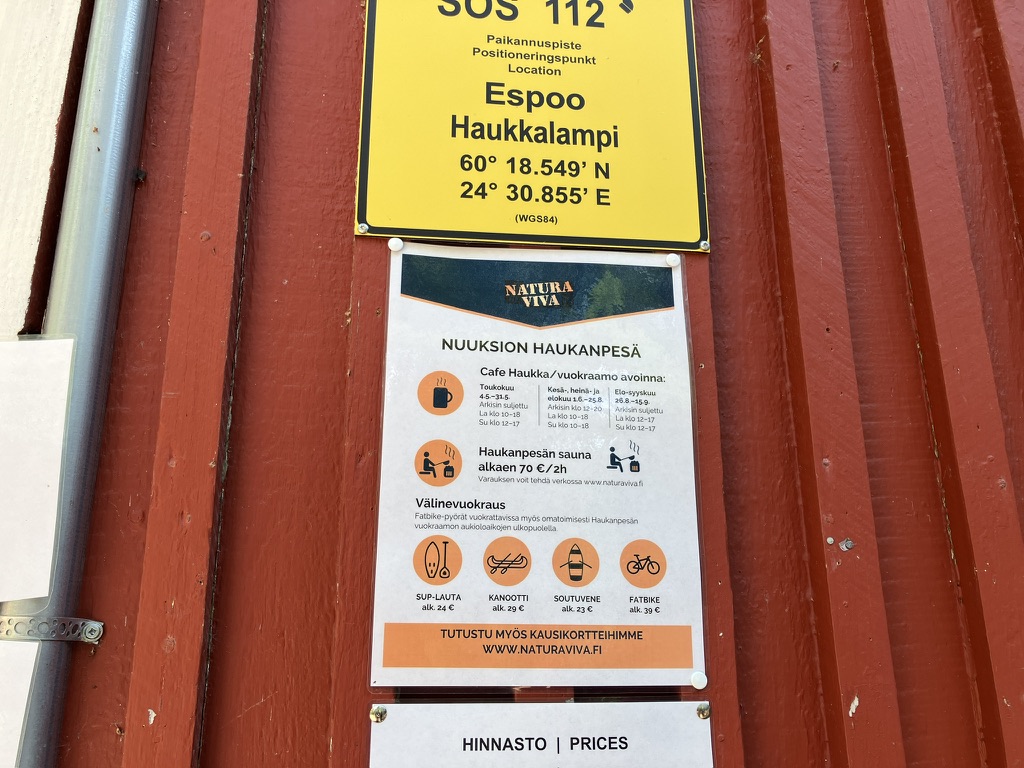 SOS 112
Paikannuspiste
Positioneringspunkt
Location
Espoo
Haukkalampi
60° 18.549’ N
24° 30.855’ E
(WGS84)
NATURA
VIVA
NUUKSION HAUKANPESÄ
Cafe Haukka/vuokraamo avoinna:
Toukokuu
4.5.–31.5.
Arkisin suljettu
La klo 10–18
Su klo 12–17
Kesä-, heinä- ja
elokuu 1.6.–25.8.
Arkisin klo 12–20
La klo 10–18
Su klo 10–18
Elo-syyskuu
26.8.–15.9.
Arkisin suljettu
La klo 12–17
Su klo 12–17
Haukanpesän sauna
alkaen 70 €/2h
Varauksen voit tehdä verkossa www.naturaviva.fi
Välinevuokraus
Fatbike-pyörät vuokrattavissa myös omatoimisesti Haukanpesän
vuokraamon aukioloaikojen ulkopuolella.
SUP-LAUTA
alk. 24 €
KANOOTTI
alk. 29 €
SOUTUVENE
alk. 23 €
FATBIKE
alk. 39 €
TUTUSTU MYÖS KAUSIKORTTEIHIMME
WWW.NATURAVIVA.FI
HINNASTO | PRICES